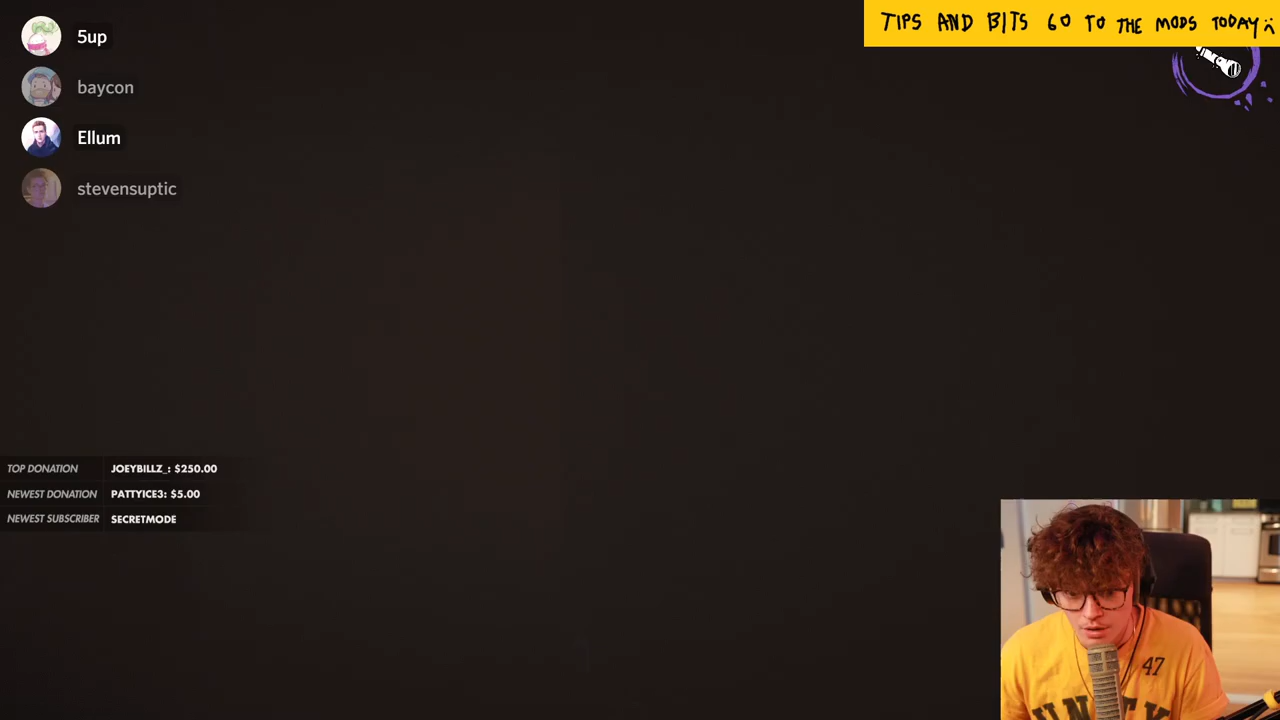 5up
baycon
Ellum
stevensuptic
TIPS AND BITS GO TO THE MODS TODAY
TOP DONATION JOEYBILLZ_: $250.00
NEWEST DONATION PATTYICE3: $5.00
NEWEST SUBSCRIBER SECRETMODE
47